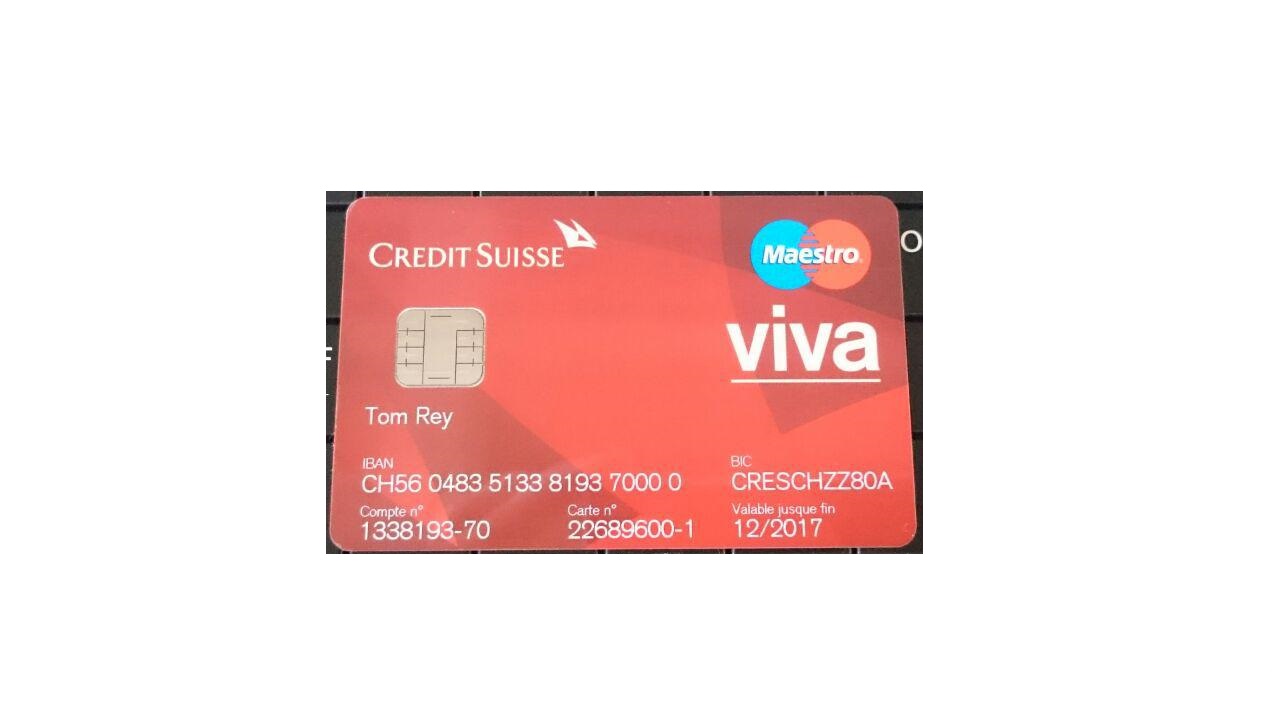 CREDIT SUISSE
Maestro
O
viva
Tom Rey
IBAN BIC
CH56 0483 5133 8193 7000 0 CRESCHZZ80A
Compte n° Carte n° Valable jusque fin
1338193-70 22689600-1 12/2017